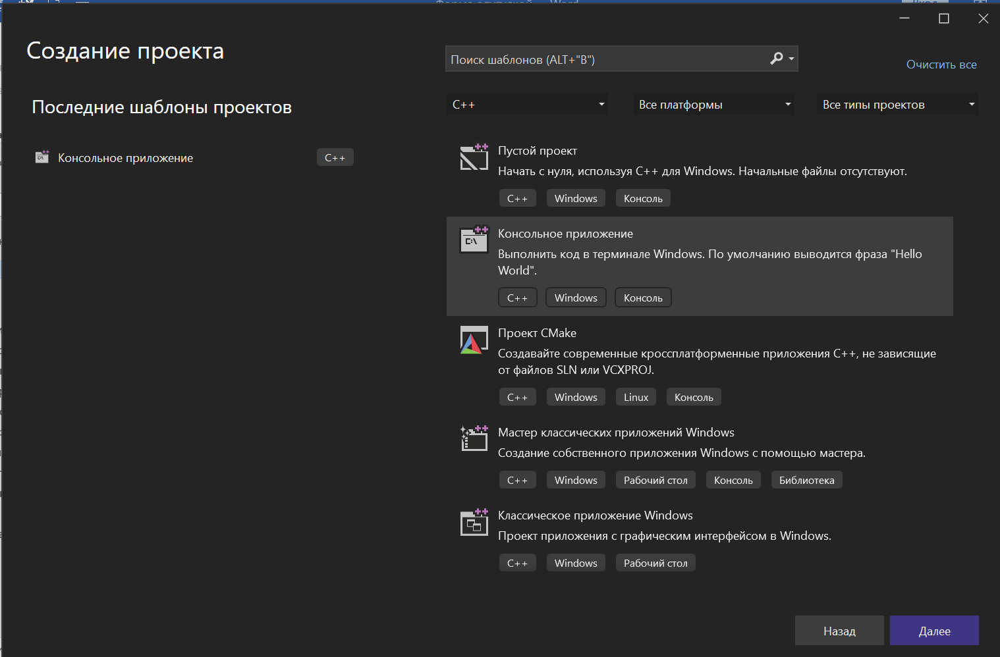 Создание проекта
Поиск шаблонов (ALT+"В")
Очистить все
Последние шаблоны проектов
C++
Все платформы
Все типы проектов
Консольное приложение
C++
Пустой проект
Начать с нуля, используя C++ для Windows. Начальные файлы отсутствуют.
C++ Windows Консоль
Консольное приложение
Выполнить код в терминале Windows. По умолчанию выводится фраза "Hello
World".
C++ Windows Консоль
Проект CMake
Создавайте современные кроссплатформенные приложения C++, не зависящие
от файлов SLN или VCXPROJ.
C++ Windows Linux Консоль
Мастер классических приложений Windows
Создание собственного приложения Windows с помощью мастера.
C++ Windows Рабочий стол Консоль Библиотека
Классическое приложение Windows
Проект приложения с графическим интерфейсом в Windows.
C++ Windows Рабочий стол
Назад
Далее